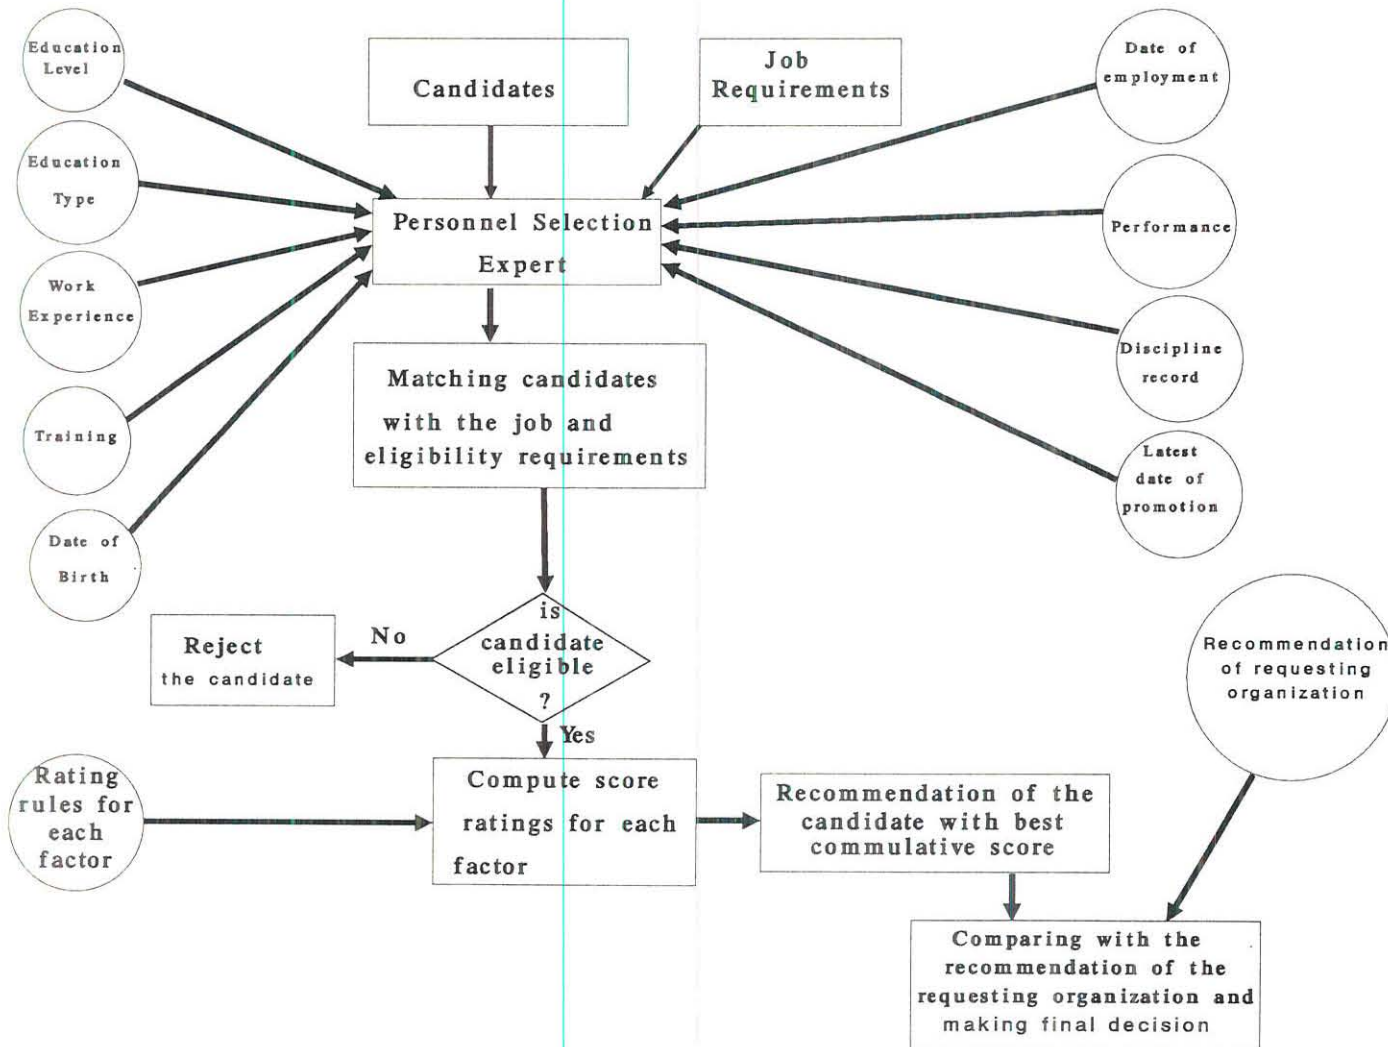 Education
Level
Candidates
Job
Requirements
Date of
employment
Education
Type
Personnel Selection
Expert
Performance
Work
Experience
Matching candidates
with the job and
eligibility requirements
Discipline
record
Training
Latest
date of
promotion
Date of
Birth
is
candidate
eligible
?
No
Reject
the candidate
Yes
Recommendation
of requesting
organization
Rating
rules for
each
factor
Compute score
ratings for each
factor
Recommendation of the
candidate with best
commulative score
Comparing with the
recommendation of the
requesting organization and
making final decision